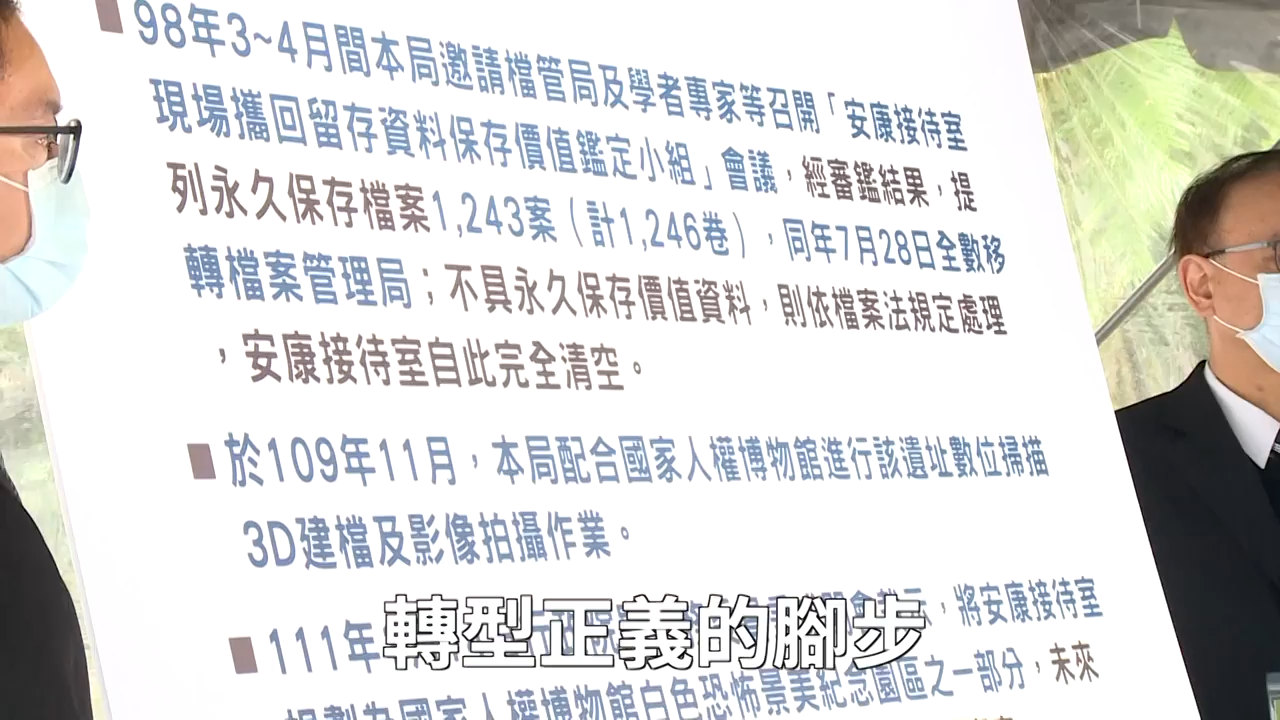 ■98年3~4月間本局邀請檔管局及學者專家等召開「安康接待室
現場攜回留存資料保存價值鑑定小組」會議，經審鑑結果，提
列永久保存檔案1,243案（計1,246卷），同年7月28日全數移
轉檔案管理局；不具永久保存價值資料，則依檔案法規定處理
，安康接待室自此完全清空。
■於109年11月，本局配合國家人權博物館進行該遺址數位掃描
3D建檔及影像拍攝作業。
■111年 ，將安康接待室
規劃為國家人權博物館白色恐怖景美紀念園區之一部分，未來
轉型正義的腳步